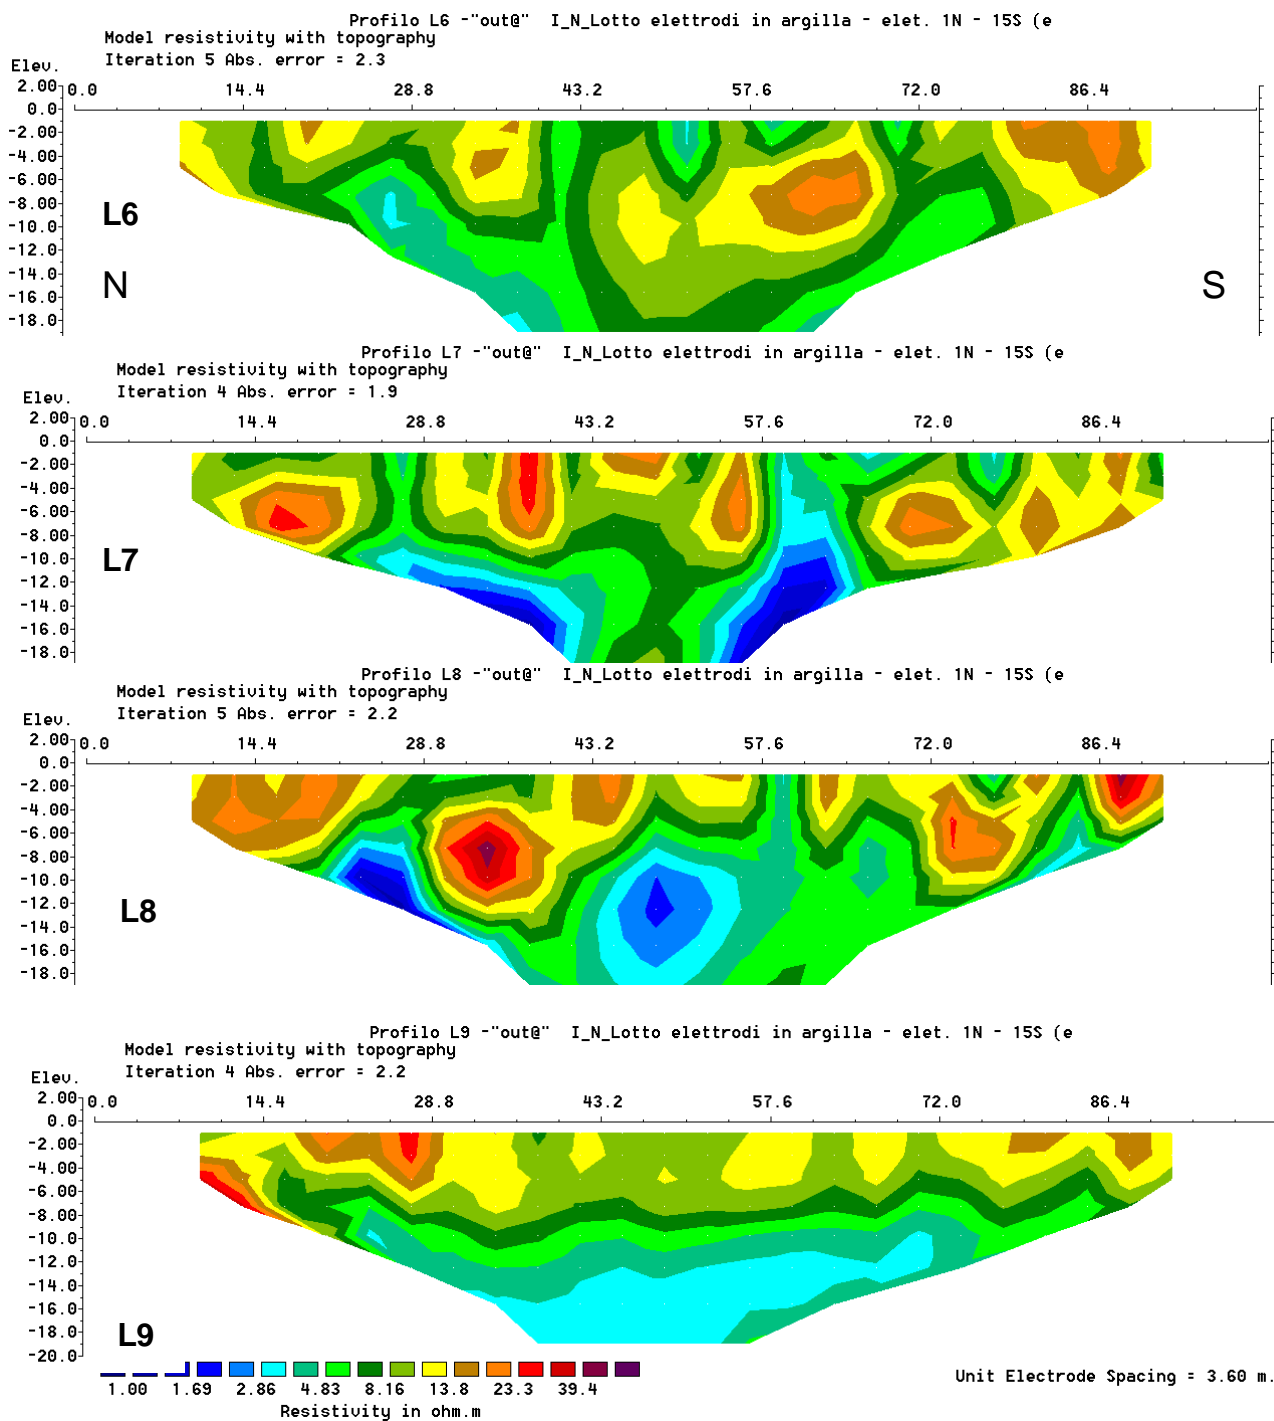 Profilo L6 -"out@" I_N_Lotto elettrodi in argilla - elet. 1N - 15S (e
Model resistivity with topography
Iteration 5 Abs. error = 2.3
Elev.
0.0 14.4 28.8 43.2 57.6 72.0 86.4
2.00
0.0
-2.00
-4.00
-6.00
-8.00
-10.0
-12.0
-14.0
-16.0
-18.0
L6
N S
Profilo L7 -"out@" I_N_Lotto elettrodi in argilla - elet. 1N - 15S (e
Model resistivity with topography
Iteration 4 Abs. error = 1.9
Elev.
0.0 14.4 28.8 43.2 57.6 72.0 86.4
2.00
0.0
-2.00
-4.00
-6.00
-8.00
-10.0
-12.0
-14.0
-16.0
-18.0
L7
Profilo L8 -"out@" I_N_Lotto elettrodi in argilla - elet. 1N - 15S (e
Model resistivity with topography
Iteration 5 Abs. error = 2.2
Elev.
0.0 14.4 28.8 43.2 57.6 72.0 86.4
2.00
0.0
-2.00
-4.00
-6.00
-8.00
-10.0
-12.0
-14.0
-16.0
-18.0
L8
Profilo L9 -"out@" I_N_Lotto elettrodi in argilla - elet. 1N - 15S (e
Model resistivity with topography
Iteration 4 Abs. error = 2.2
Elev.
0.0 14.4 28.8 43.2 57.6 72.0 86.4
2.00
0.0
-2.00
-4.00
-6.00
-8.00
-10.0
-12.0
-14.0
-16.0
-18.0
-20.0
L9
1.00 1.69 2.86 4.83 8.16 13.8 23.3 39.4
Resistivity in ohm.m
Unit Electrode Spacing = 3.60 m.